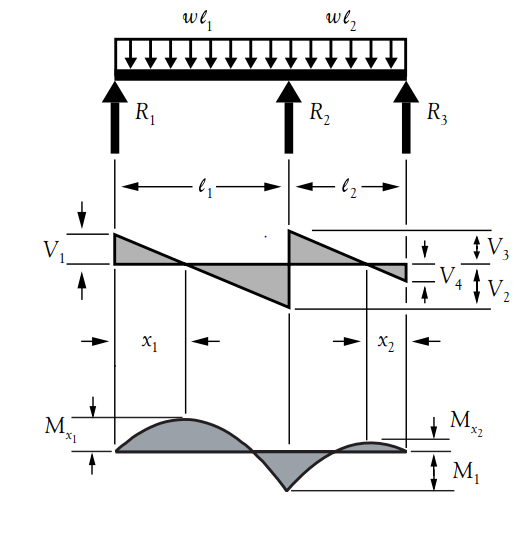 wℓ₁ wℓ₂
R₁ R₂ R₃
ℓ₁ ℓ₂
V₁ V₃
V₄ V₂
x₁ x₂
Mₓ₁ Mₓ₂
M₁